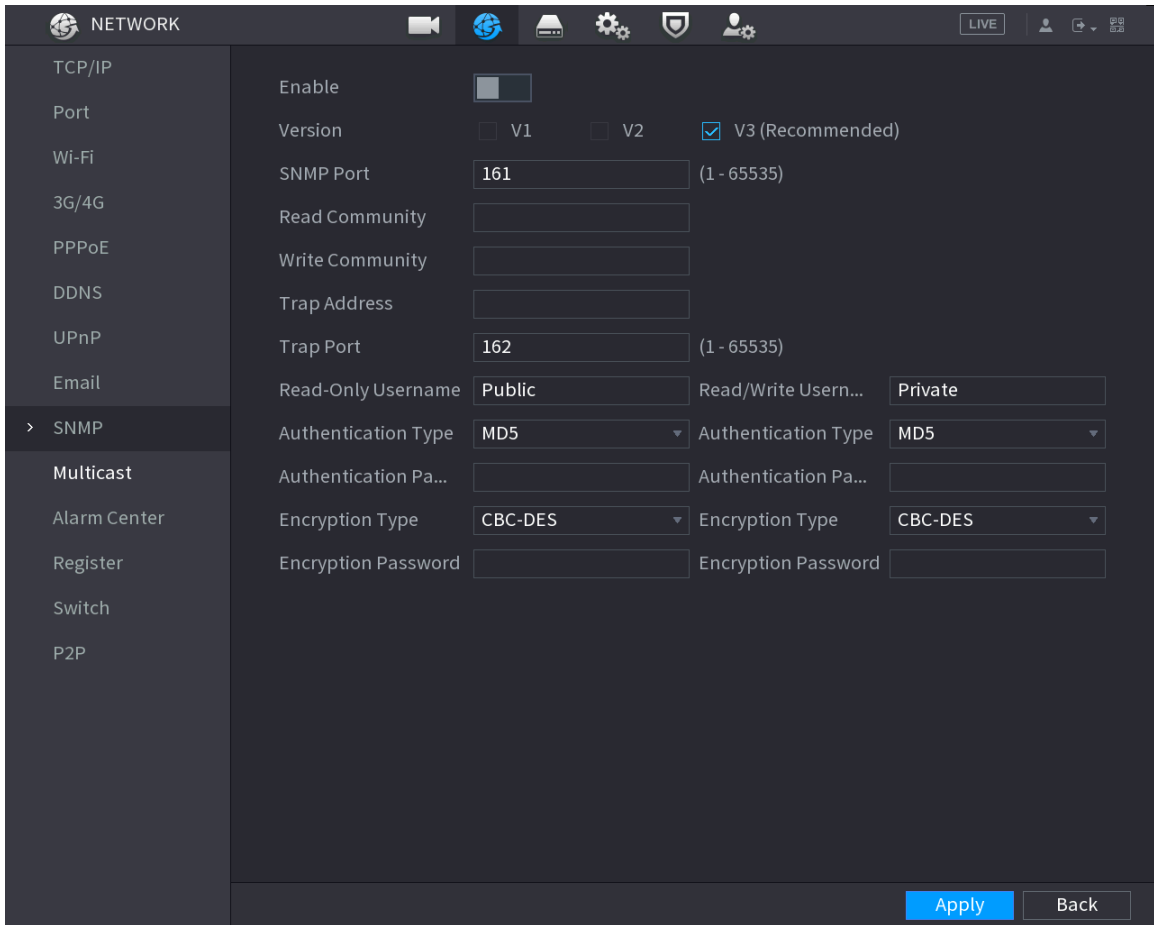 NETWORK
LIVE
TCP/IP
Port
Wi-Fi
3G/4G
PPPoE
DDNS
UPnP
Email
SNMP
Multicast
Alarm Center
Register
Switch
P2P
Enable
Version V1 V2 V3 (Recommended)
SNMP Port 161 (1 - 65535)
Read Community
Write Community
Trap Address
Trap Port 162 (1 - 65535)
Read-Only Username Public Read/Write Usern... Private
Authentication Type MD5 Authentication Type MD5
Authentication Pa... Authentication Pa...
Encryption Type CBC-DES Encryption Type CBC-DES
Encryption Password Encryption Password
Apply Back